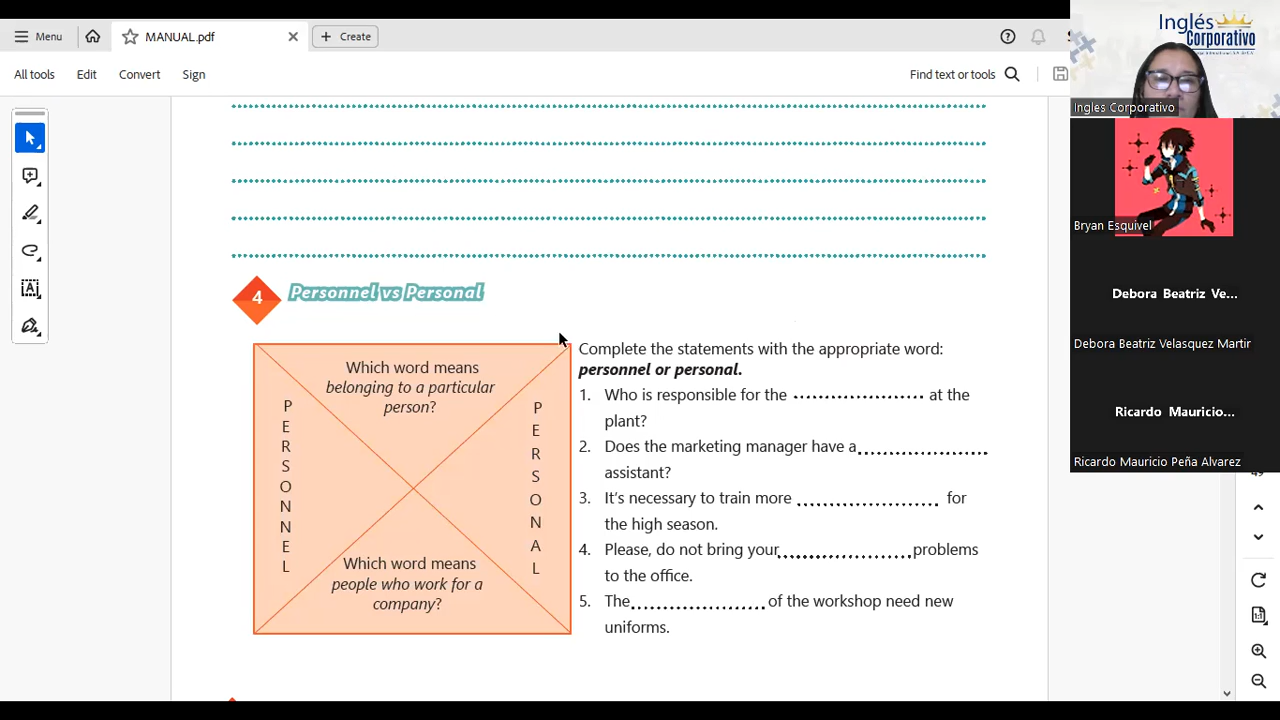 Menu
MANUAL.pdf
Create
All tools
Edit
Convert
Sign
Find text or tools
4
Personnel vs Personal
Which word means
belonging to a particular
person?
PERSONNEL
PERSONAL
Which word means
people who work for a
company?
Complete the statements with the appropriate word:
personnel or personal.
1. Who is responsible for the ........................ at the
plant?
2. Does the marketing manager have a........................
assistant?
3. It's necessary to train more ........................ for
the high season.
4. Please, do not bring your........................problems
to the office.
5. The........................of the workshop need new
uniforms.
Inglés
Corporativo
Ingles Corporativo
Bryan Esquivel
Debora Beatriz Ve...
Debora Beatriz Velasquez Martir
Ricardo Mauricio...
Ricardo Mauricio Peña Alvarez